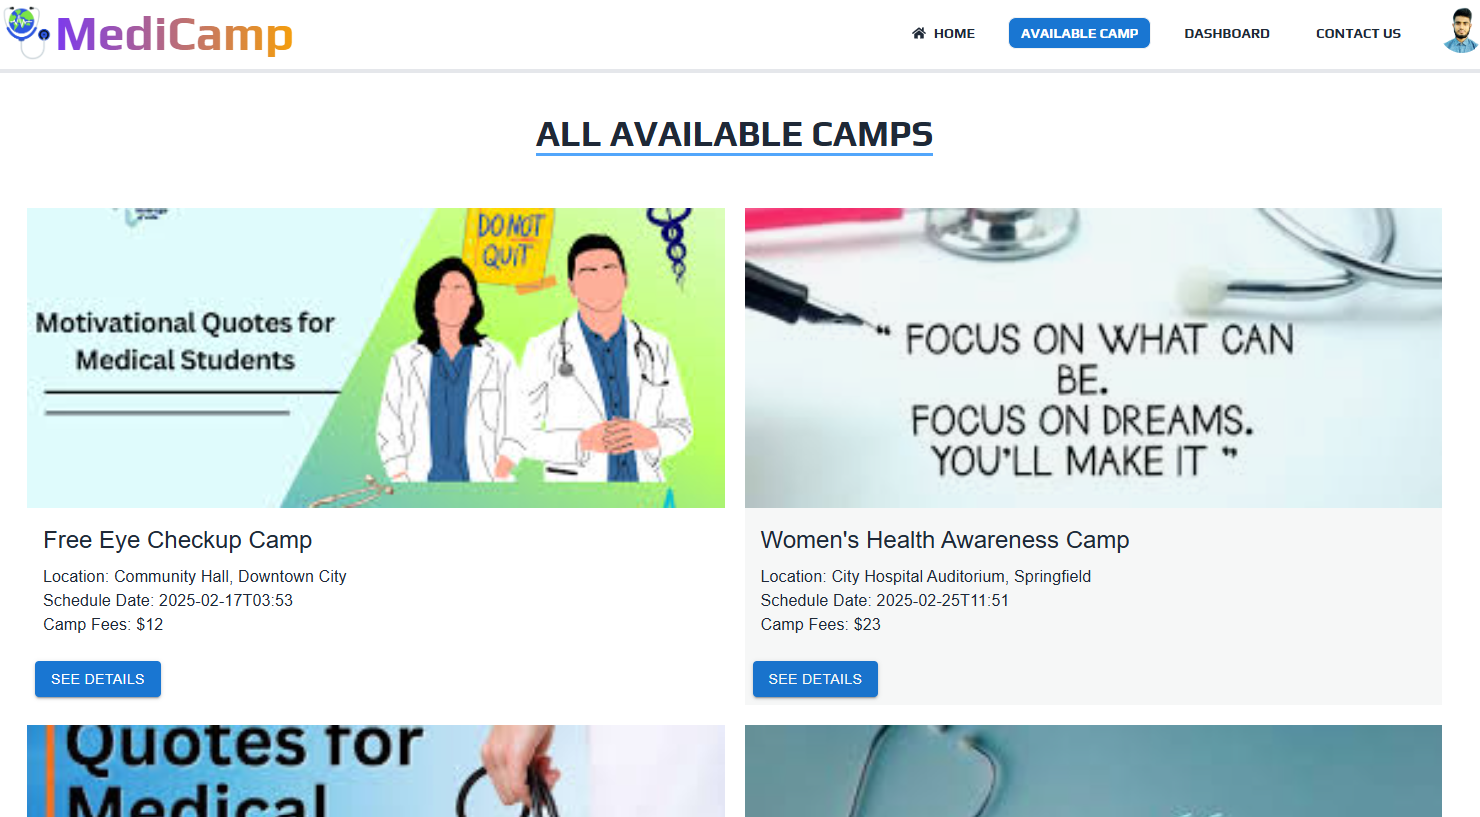 MediCamp
HOME
AVAILABLE CAMP
DASHBOARD
CONTACT US
ALL AVAILABLE CAMPS
DO NOT
QUIT
Motivational Quotes for
Medical Students
“ FOCUS ON WHAT CAN
BE.
FOCUS ON DREAMS.
YOU'LL MAKE IT ”
Free Eye Checkup Camp
Location: Community Hall, Downtown City
Schedule Date: 2025-02-17T03:53
Camp Fees: $12
SEE DETAILS
Women's Health Awareness Camp
Location: City Hospital Auditorium, Springfield
Schedule Date: 2025-02-25T11:51
Camp Fees: $23
SEE DETAILS
Quotes for
Medical